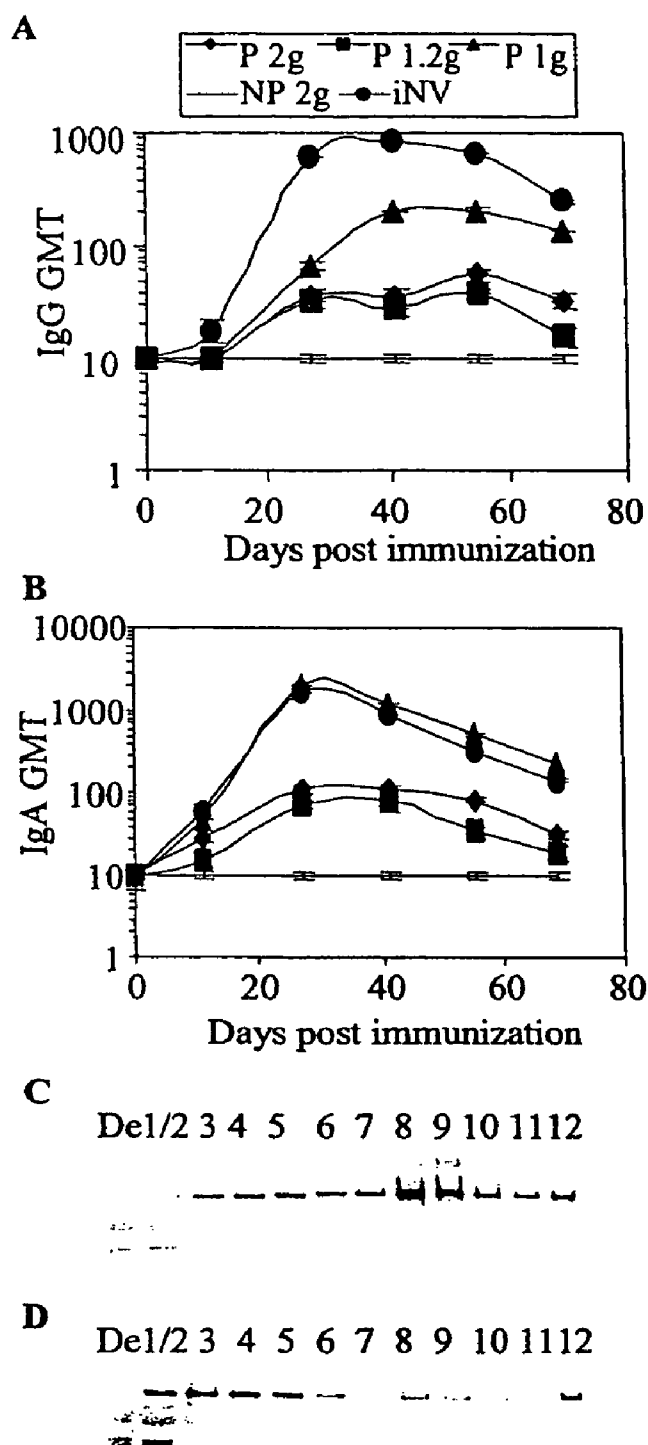 A
P 2g P 1.2g P 1g
NP 2g iNV
1000
100
10
1
IgG GMT
0 20 40 60 80
Days post immunization
B
10000
1000
100
10
1
IgA GMT
0 20 40 60 80
Days post immunization
C
De1/2 3 4 5 6 7 8 9 10 11 12
D
De1/2 3 4 5 6 7 8 9 10 11 12